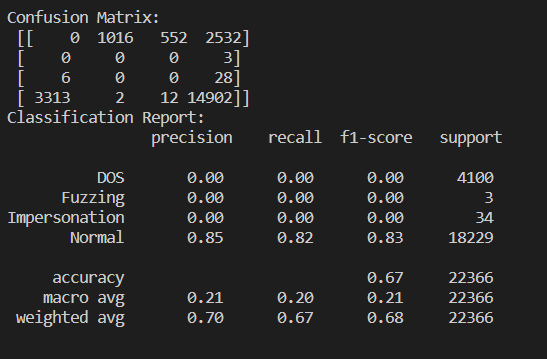 Confusion Matrix:
[[    0  1016   552  2532]
[    0     0     0     3]
[    6     0     0    28]
[ 3313     2    12 14902]]
Classification Report:
precision    recall  f1-score   support
DOS       0.00      0.00      0.00      4100
Fuzzing       0.00      0.00      0.00         3
Impersonation       0.00      0.00      0.00        34
Normal       0.85      0.82      0.83     18229
accuracy                           0.67     22366
macro avg       0.21      0.20      0.21     22366
weighted avg       0.70      0.67      0.68     22366